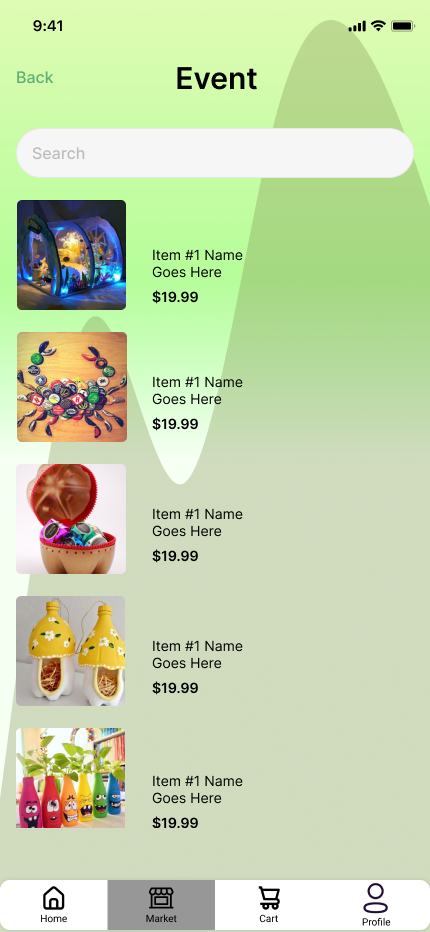 9:41
Back
Event
Search
Item #1 Name
Goes Here
$19.99
Item #1 Name
Goes Here
$19.99
Item #1 Name
Goes Here
$19.99
Item #1 Name
Goes Here
$19.99
Item #1 Name
Goes Here
$19.99
Home
Market
Cart
Profile